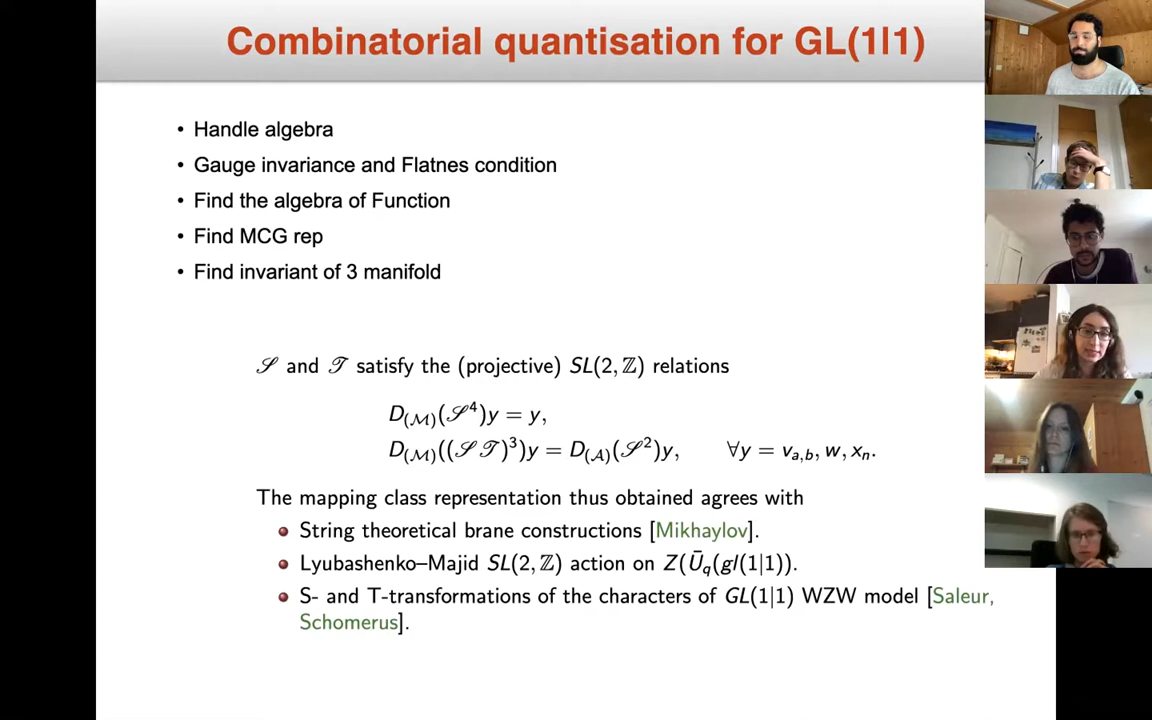 Combinatorial quantisation for GL(1|1)
• Handle algebra
• Gauge invariance and Flatnes condition
• Find the algebra of Function
• Find MCG rep
• Find invariant of 3 manifold
𝒮 and 𝒯 satisfy the (projective) SL(2, ℤ) relations
D(ℳ)(𝒮⁴)y = y,
D(ℳ)((𝒮𝒯)³)y = D(𝒜)(𝒮²)y, ∀y = v_{a,b}, w, x_n.
The mapping class representation thus obtained agrees with
String theoretical brane constructions [Mikhaylov].
Lyubashenko–Majid SL(2, ℤ) action on Z(Ū_q(gl(1|1)).
S- and T-transformations of the characters of GL(1|1) WZW model [Saleur,
Schomerus].